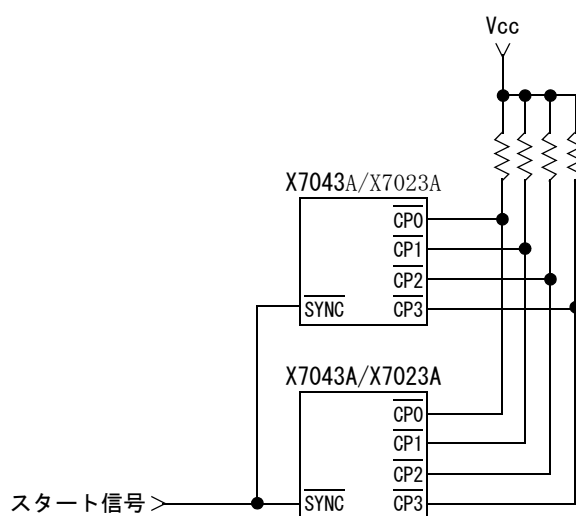 Vcc
X7043A/X7023A
CP0
CP1
CP2
SYNC
CP3
X7043A/X7023A
CP0
CP1
CP2
スタート信号
SYNC
CP3